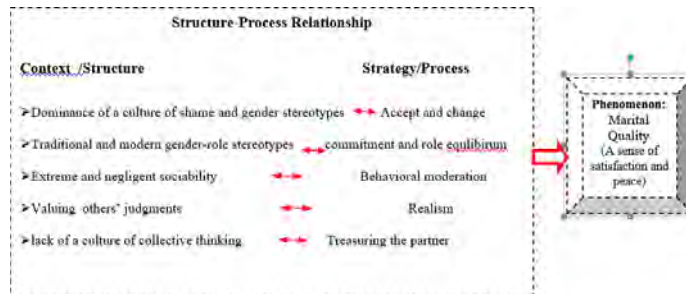 Structure-Process Relationship
Context /Structure Strategy/Process
➢Dominance of a culture of shame and gender stereotypes Accept and change
➢Traditional and modern gender-role stereotypes commitment and role equlibirum
➢Extreme and negligent sociability Behavioral moderation
➢Valuing others' judgments Realism
➢lack of a culture of collective thinking Treasuring the partner
Phenomenon:
Marital
Quality
(A sense of
satisfaction and
peace)